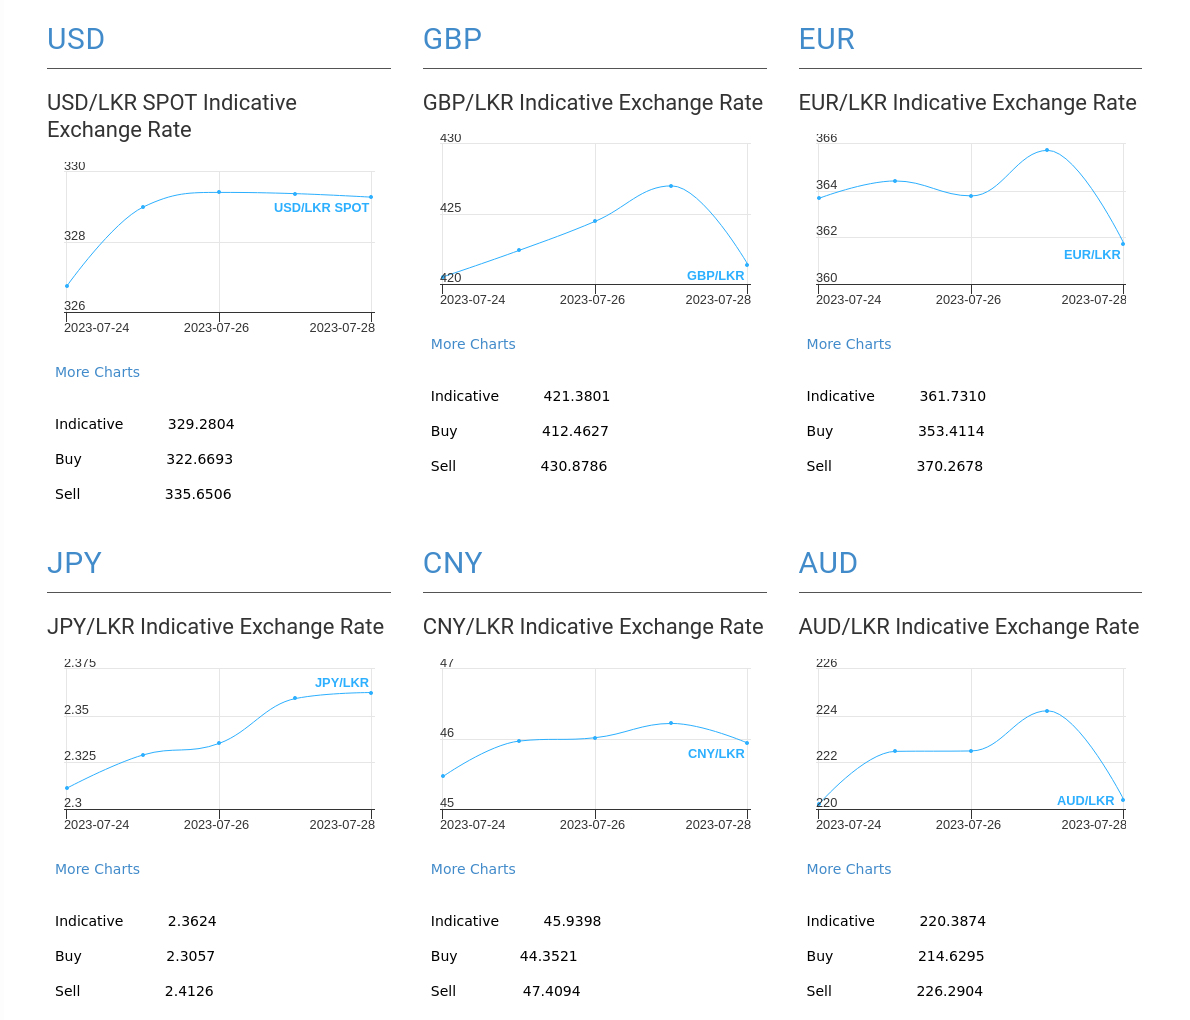 USD
USD/LKR SPOT Indicative
Exchange Rate
330
328
326
USD/LKR SPOT
2023-07-24 2023-07-26 2023-07-28
More Charts
Indicative 329.2804
Buy 322.6693
Sell 335.6506
GBP
GBP/LKR Indicative Exchange Rate
430
425
420
GBP/LKR
2023-07-24 2023-07-26 2023-07-28
More Charts
Indicative 421.3801
Buy 412.4627
Sell 430.8786
EUR
EUR/LKR Indicative Exchange Rate
366
364
362
EUR/LKR
360
2023-07-24 2023-07-26 2023-07-28
More Charts
Indicative 361.7310
Buy 353.4114
Sell 370.2678
JPY
JPY/LKR Indicative Exchange Rate
2.375
JPY/LKR
2.35
2.325
2.3
2023-07-24 2023-07-26 2023-07-28
More Charts
Indicative 2.3624
Buy 2.3057
Sell 2.4126
CNY
CNY/LKR Indicative Exchange Rate
47
46
CNY/LKR
45
2023-07-24 2023-07-26 2023-07-28
More Charts
Indicative 45.9398
Buy 44.3521
Sell 47.4094
AUD
AUD/LKR Indicative Exchange Rate
226
224
222
220
AUD/LKR
2023-07-24 2023-07-26 2023-07-28
More Charts
Indicative 220.3874
Buy 214.6295
Sell 226.2904